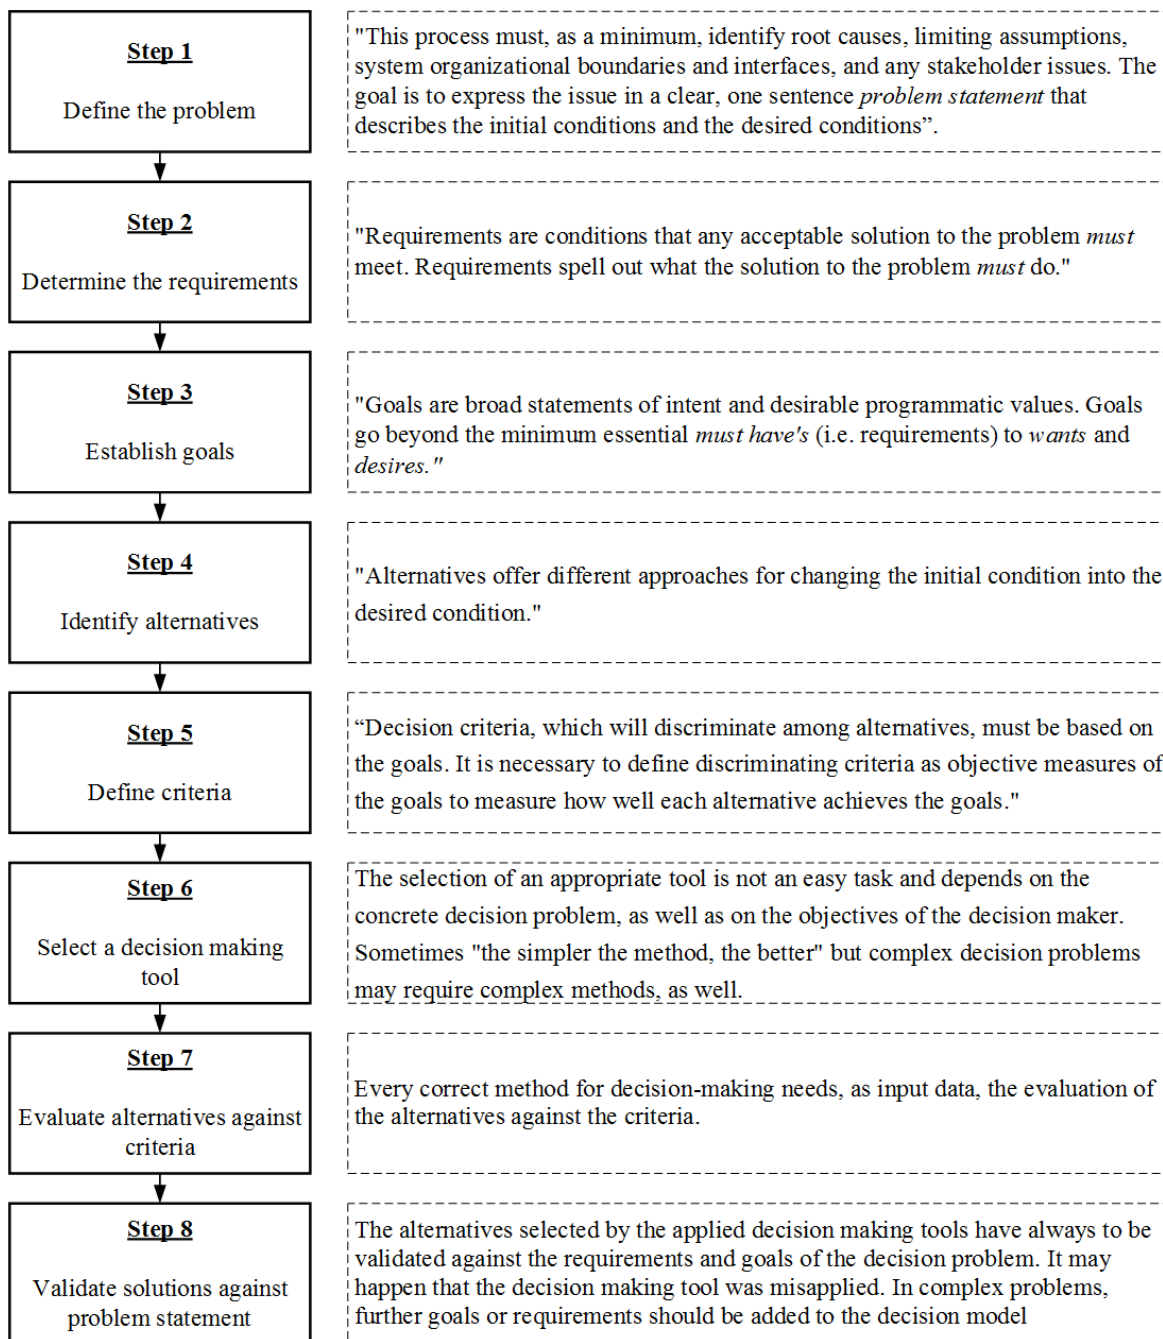 Step 1
Define the problem
"This process must, as a minimum, identify root causes, limiting assumptions,
system organizational boundaries and interfaces, and any stakeholder issues. The
goal is to express the issue in a clear, one sentence problem statement that
describes the initial conditions and the desired conditions”.
Step 2
Determine the requirements
"Requirements are conditions that any acceptable solution to the problem must
meet. Requirements spell out what the solution to the problem must do."
Step 3
Establish goals
"Goals are broad statements of intent and desirable programmatic values. Goals
go beyond the minimum essential must have's (i.e. requirements) to wants and
desires."
Step 4
Identify alternatives
"Alternatives offer different approaches for changing the initial condition into the
desired condition."
Step 5
Define criteria
“Decision criteria, which will discriminate among alternatives, must be based on
the goals. It is necessary to define discriminating criteria as objective measures of
the goals to measure how well each alternative achieves the goals."
Step 6
Select a decision making
tool
The selection of an appropriate tool is not an easy task and depends on the
concrete decision problem, as well as on the objectives of the decision maker.
Sometimes "the simpler the method, the better" but complex decision problems
may require complex methods, as well.
Step 7
Evaluate alternatives against
criteria
Every correct method for decision-making needs, as input data, the evaluation of
the alternatives against the criteria.
Step 8
Validate solutions against
problem statement
The alternatives selected by the applied decision making tools have always to be
validated against the requirements and goals of the decision problem. It may
happen that the decision making tool was misapplied. In complex problems,
further goals or requirements should be added to the decision model